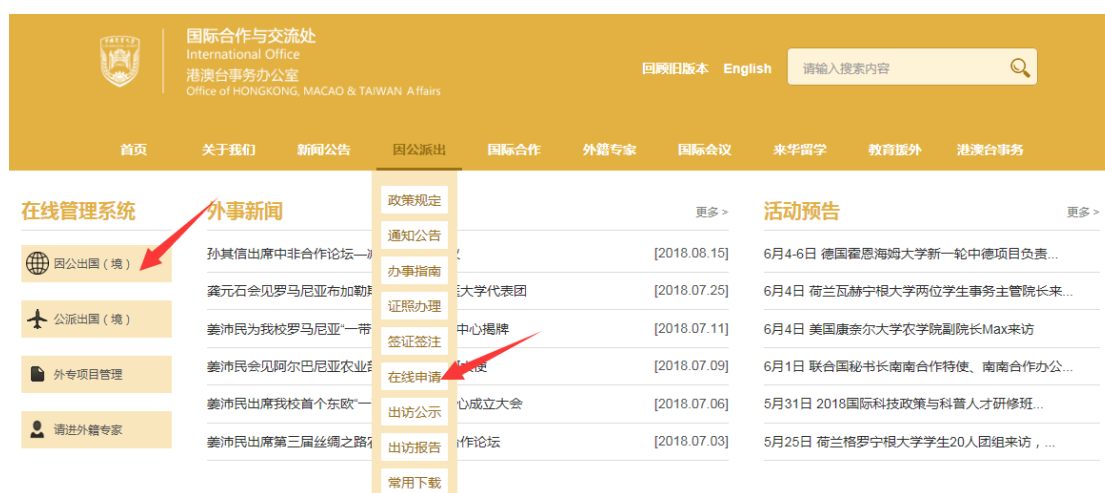 国际合作与交流处
International Office
港澳台事务办公室
Office of HONGKONG, MACAO & TAIWAN Affairs
回顾旧版本 English 请输入搜索内容
首页 关于我们 新闻公告 因公派出 国际合作 外籍专家 国际会议 来华留学 教育援外 港澳台事务
政策规定
通知公告
办事指南
证照办理
签证签注
在线申请
出访公示
出访报告
常用下载
在线管理系统
因公出国(境)
公派出国(境)
外专项目管理
请进外籍专家
外事新闻 更多 >
孙其信出席中非合作论坛— [2018.08.15]
龚元石会见罗马尼亚布加勒 大学代表团 [2018.07.25]
姜沛民为我校罗马尼亚“一带 中心揭牌 [2018.07.11]
姜沛民会见阿尔巴尼亚农业 [2018.07.09]
姜沛民出席我校首个东欧“一 心成立大会 [2018.07.06]
姜沛民出席第三届丝绸之路 作论坛 [2018.07.03]
活动预告 更多 >
6月4-6日 德国霍恩海姆大学新一轮中德项目负责...
6月4日 荷兰瓦赫宁根大学两位学生事务主管院长来...
6月4日 美国康奈尔大学农学院副院长Max来访
6月1日 联合国秘书长南南合作特使、南南合作办公...
5月31日 2018国际科技政策与科普人才研修班...
5月25日 荷兰格罗宁根大学学生20人团组来访，...